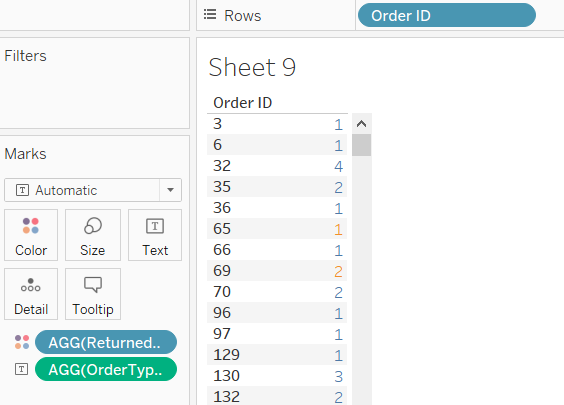 Rows Order ID
Filters
Sheet 9
Order ID
3 1
6 1
32 4
35 2
36 1
65 1
66 1
69 2
70 2
96 1
97 1
129 1
130 3
132 2
Marks
T Automatic
Color Size T Text
Detail Tooltip
AGG(Returned..
T AGG(OrderTyp..